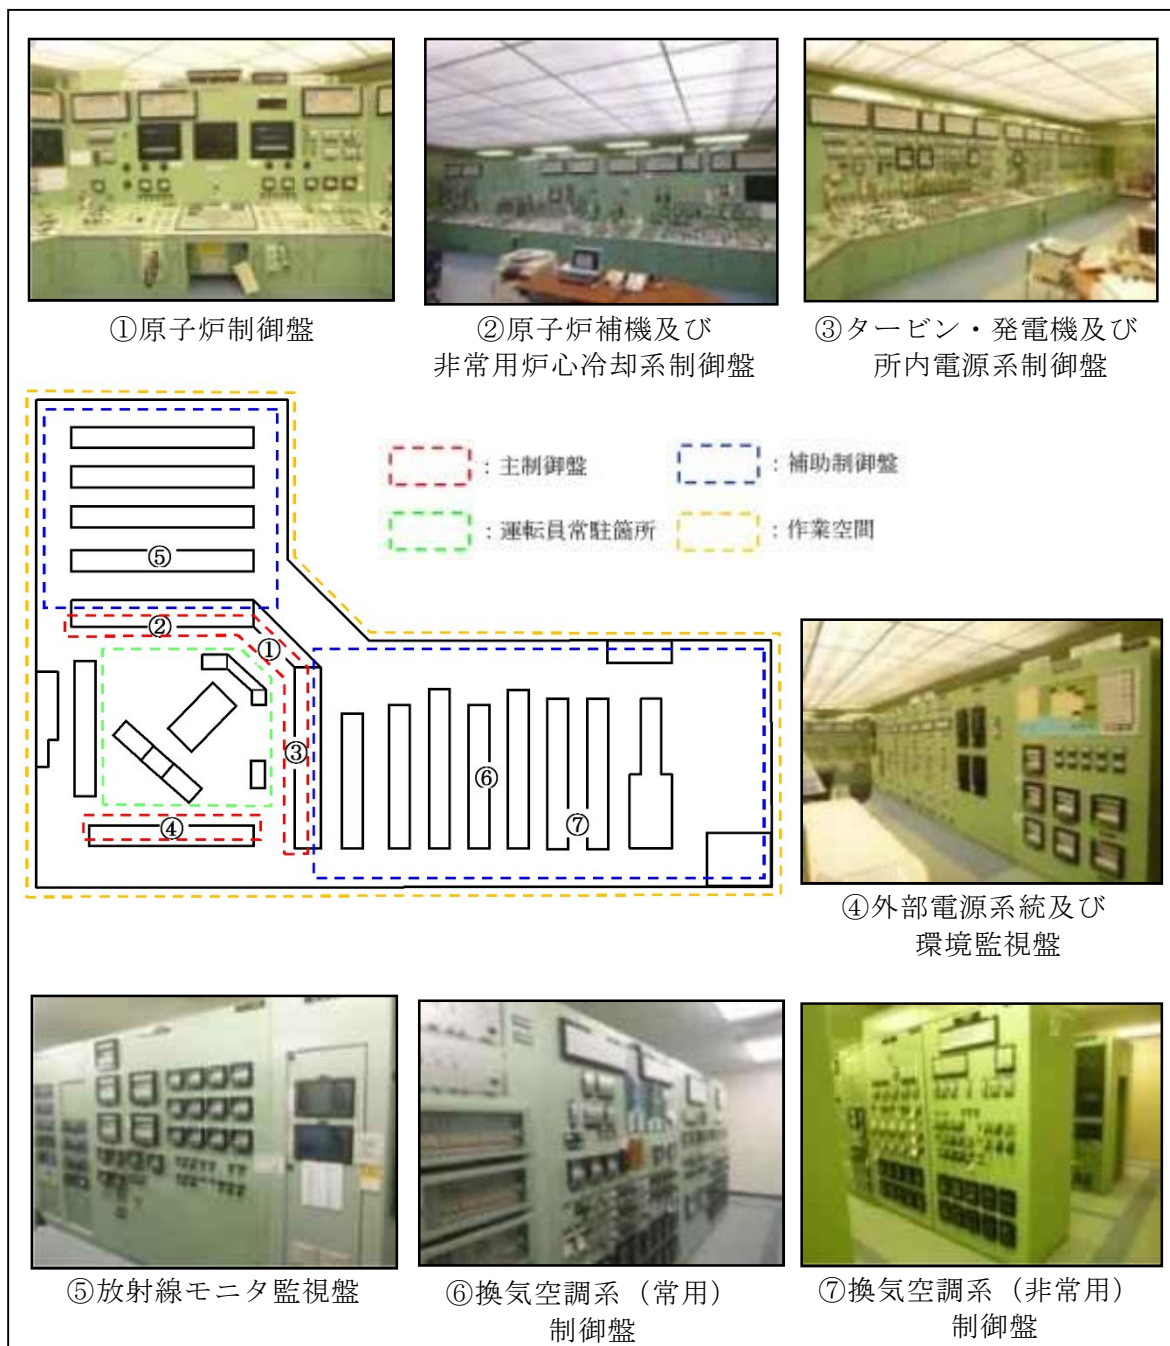 ①原子炉制御盤
②原子炉補機及び
非常用炉心冷却系制御盤
③タービン・発電機及び
所内電源系制御盤
：主制御盤
：補助制御盤
：運転員常駐箇所
：作業空間
⑤
②
①
③
⑥
⑦
④
④外部電源系統及び
環境監視盤
⑤放射線モニタ監視盤
⑥換気空調系（常用）
制御盤
⑦換気空調系（非常用）
制御盤